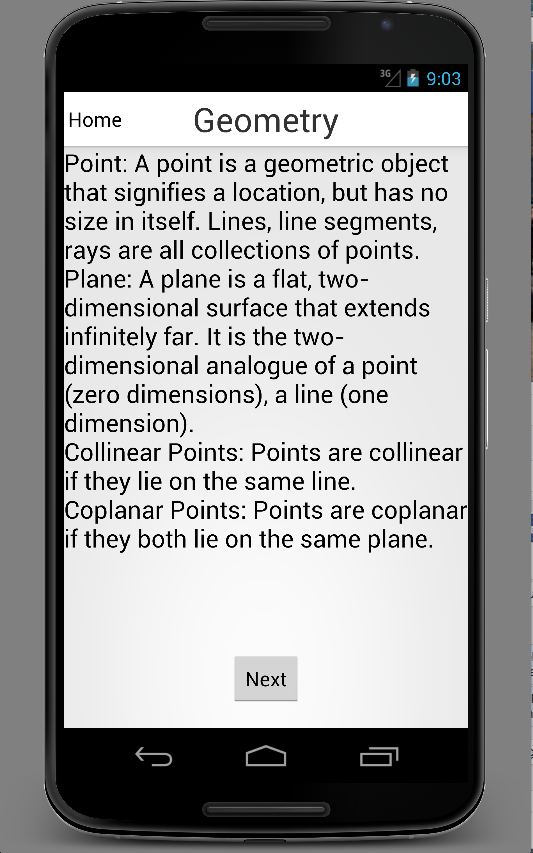 3G 9:03
Home Geometry
Point: A point is a geometric object
that signifies a location, but has no
size in itself. Lines, line segments,
rays are all collections of points.
Plane: A plane is a flat, two-
dimensional surface that extends
infinitely far. It is the two-
dimensional analogue of a point
(zero dimensions), a line (one
dimension).
Collinear Points: Points are collinear
if they lie on the same line.
Coplanar Points: Points are coplanar
if they both lie on the same plane.
Next